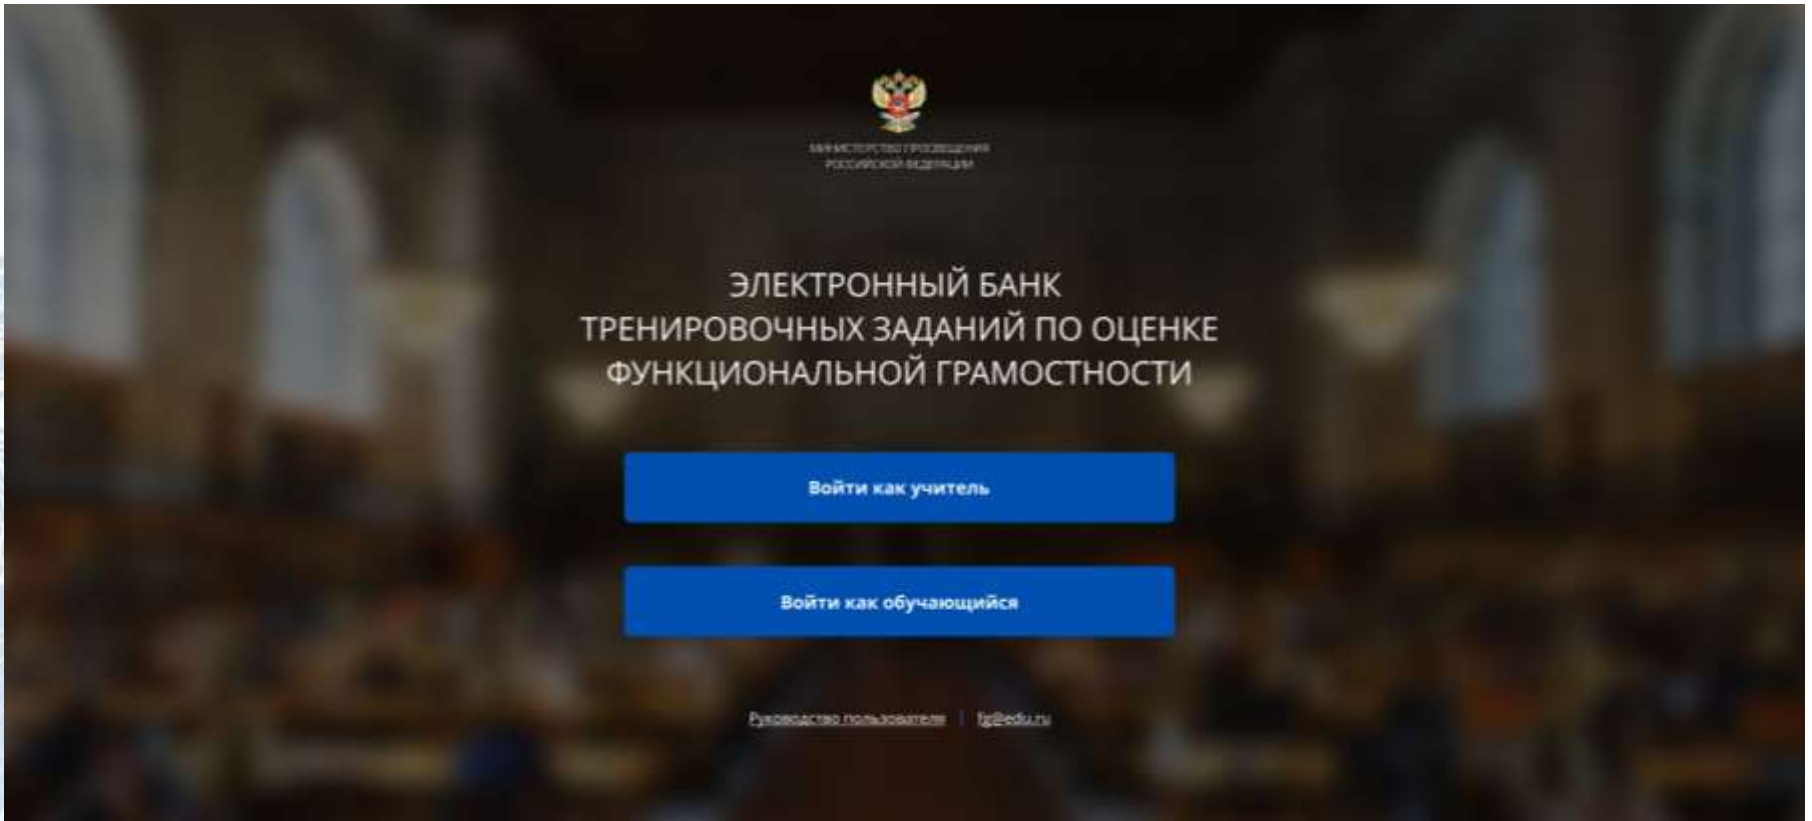 МИНИСТЕРСТВО ПРОСВЕЩЕНИЯ
РОССИЙСКОЙ ФЕДЕРАЦИИ
ЭЛЕКТРОННЫЙ БАНК
ТРЕНИРОВОЧНЫХ ЗАДАНИЙ ПО ОЦЕНКЕ
ФУНКЦИОНАЛЬНОЙ ГРАМОСТНОСТИ
Войти как учитель
Войти как обучающийся
Руководство пользователя | fg@edu.ru